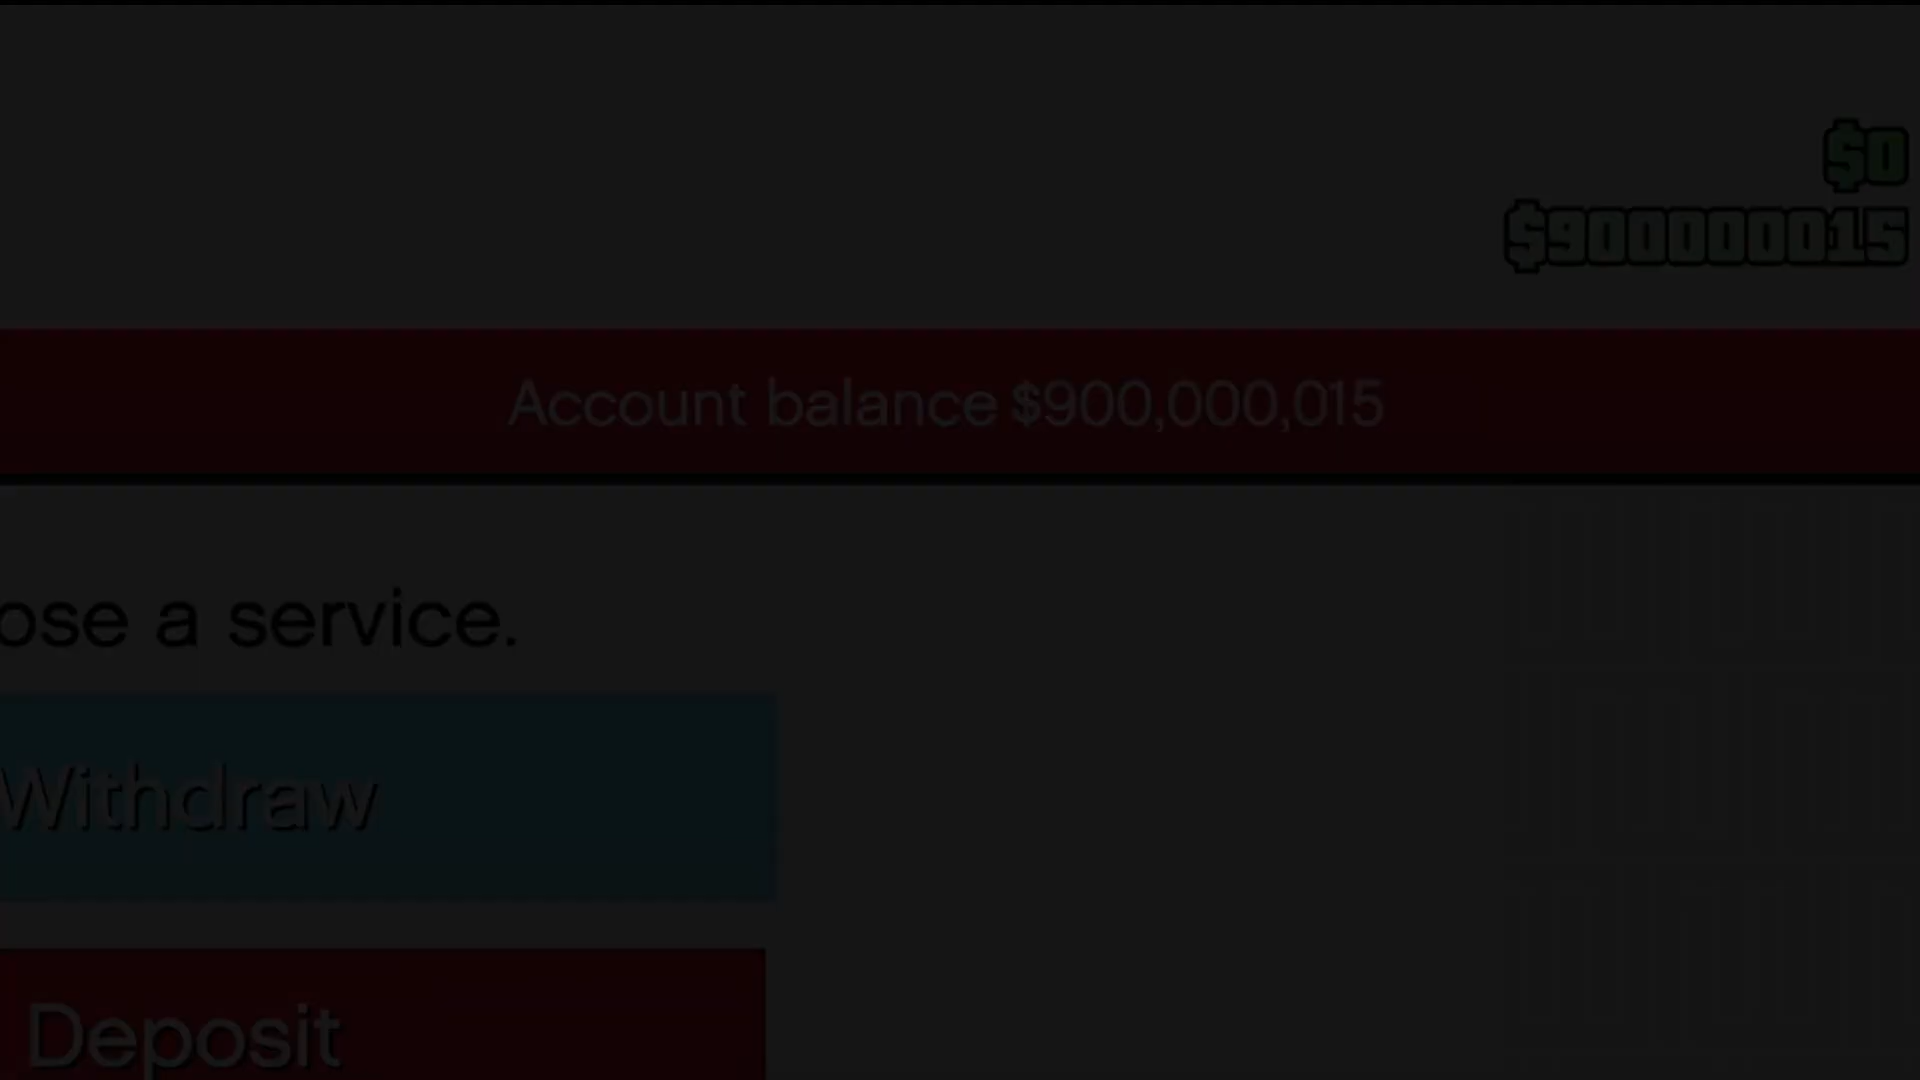 $0
$900000015
Account balance $900,000,015
ose a service.
Withdraw
Deposit